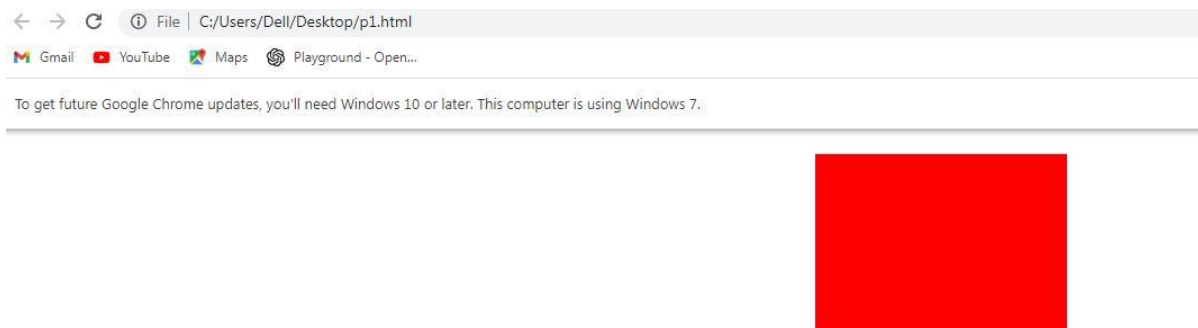 File | C:/Users/Dell/Desktop/p1.html
Gmail YouTube Maps Playground - Open...
To get future Google Chrome updates, you'll need Windows 10 or later. This computer is using Windows 7.